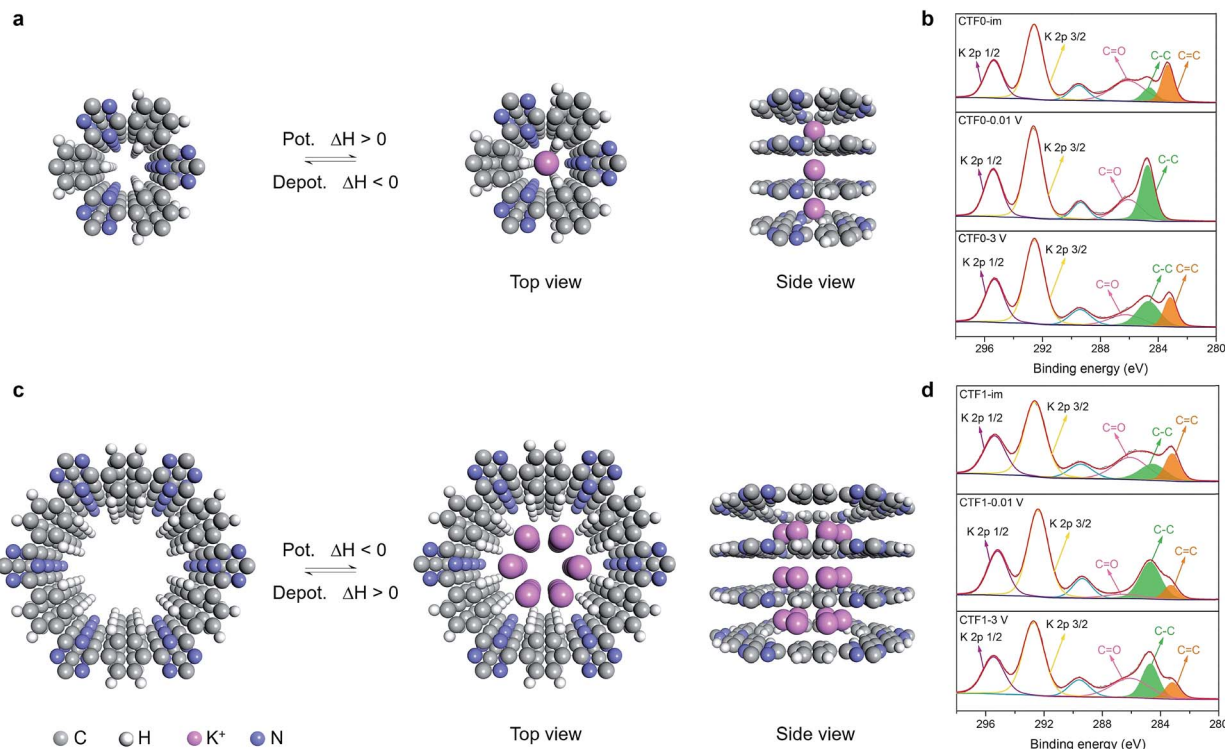 a
Pot. ΔH > 0
Depot. ΔH < 0
Top view
Side view
b
CTF0-im
K 2p 1/2
K 2p 3/2
C=O
C-C
C=C
CTF0-0.01 V
K 2p 1/2
K 2p 3/2
C=O
C-C
CTF0-3 V
K 2p 1/2
K 2p 3/2
C=O
C-C
C=C
296
292
288
284
280
Binding energy (eV)
c
Pot. ΔH < 0
Depot. ΔH > 0
Top view
Side view
C
H
K⁺
N
d
CTF1-im
K 2p 1/2
K 2p 3/2
C=O
C-C
C=C
CTF1-0.01 V
K 2p 1/2
K 2p 3/2
C=O
C-C
C=C
CTF1-3 V
K 2p 1/2
K 2p 3/2
C=O
C-C
C=C
296
292
288
284
280
Binding energy (eV)